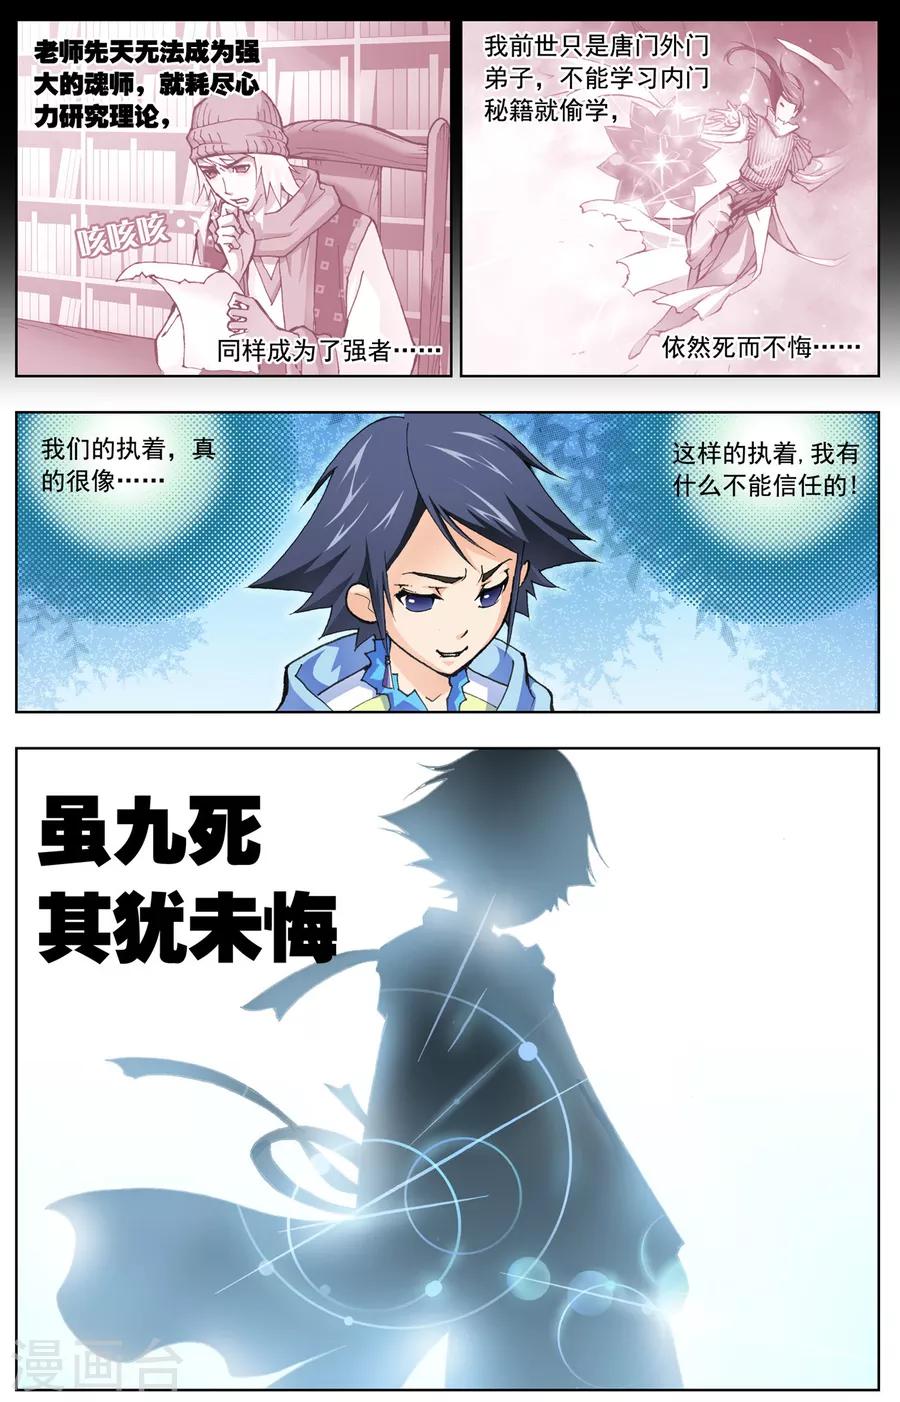 老师先天无法成为强
大的魂师，就耗尽心
力研究理论，
咳咳咳
同样成为了强者……
我前世只是唐门外门
弟子，不能学习内门
秘籍就偷学，
依然死而不悔……
我们的执着，真
的很像……
这样的执着，我有
什么不能信任的！
虽九死
其犹未悔
漫画台